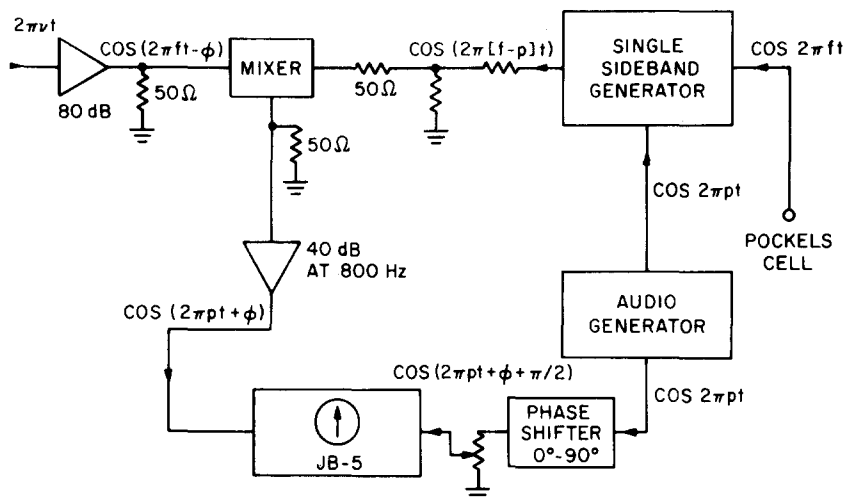 2πνt
COS (2πft-φ)
80 dB
50Ω
MIXER
50Ω
COS (2π[f-p]t)
SINGLE
SIDEBAND
GENERATOR
COS 2πft
50Ω
COS 2πpt
POCKELS
CELL
40 dB
AT 800 Hz
COS (2πpt+φ)
AUDIO
GENERATOR
COS (2πpt+φ+π/2)
COS 2πpt
JB-5
PHASE
SHIFTER
0°-90°